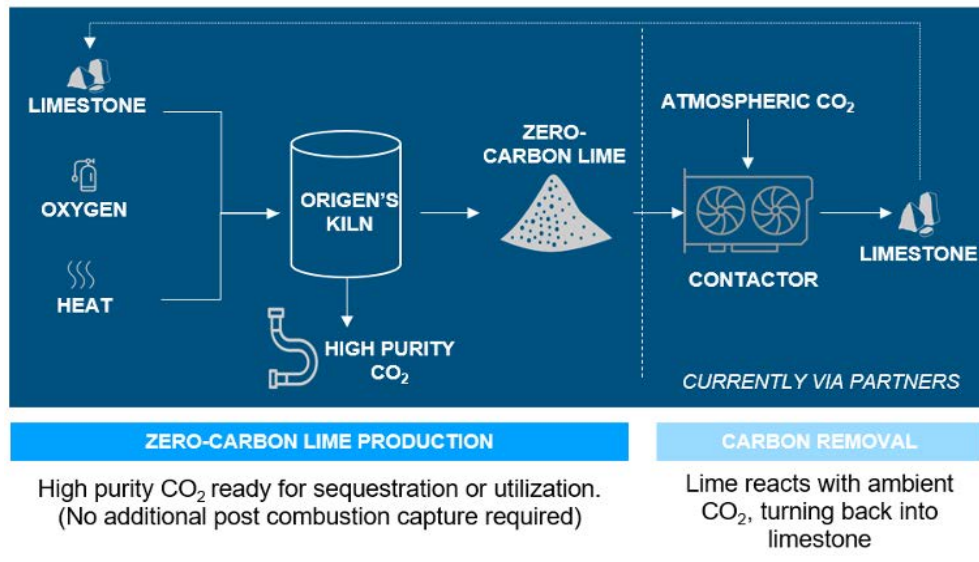 LIMESTONE
OXYGEN
HEAT
ORIGEN'S
KILN
HIGH PURITY
CO₂
ZERO-
CARBON LIME
ATMOSPHERIC CO₂
CONTACTOR
LIMESTONE
CURRENTLY VIA PARTNERS
ZERO-CARBON LIME PRODUCTION
High purity CO₂ ready for sequestration or utilization.
(No additional post combustion capture required)
CARBON REMOVAL
Lime reacts with ambient
CO₂, turning back into
limestone